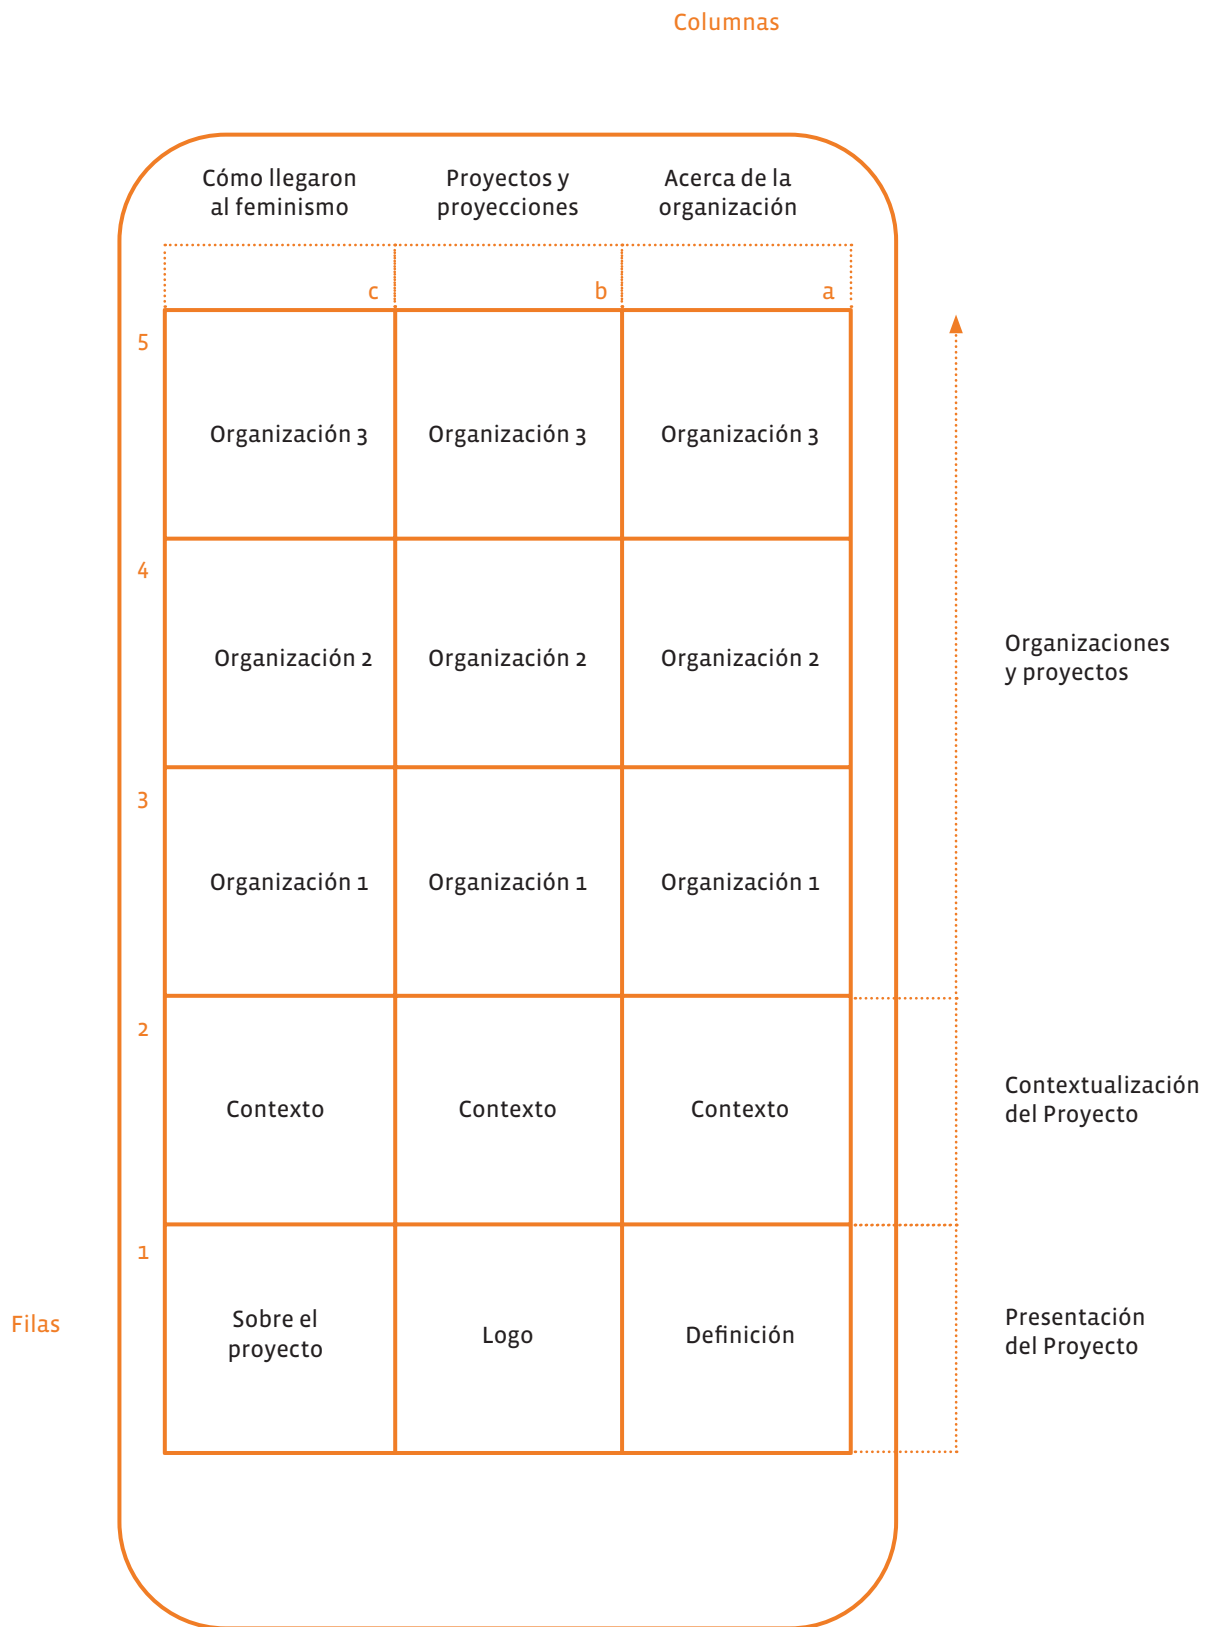 Columnas
Cómo llegaron
al feminismo
Proyectos y
proyecciones
Acerca de la
organización
c
b
a
5
Organización 3
Organización 3
Organización 3
4
Organización 2
Organización 2
Organización 2
Organizaciones
y proyectos
3
Organización 1
Organización 1
Organización 1
2
Contexto
Contexto
Contexto
Contextualización
del Proyecto
1
Filas
Sobre el
proyecto
Logo
Definición
Presentación
del Proyecto